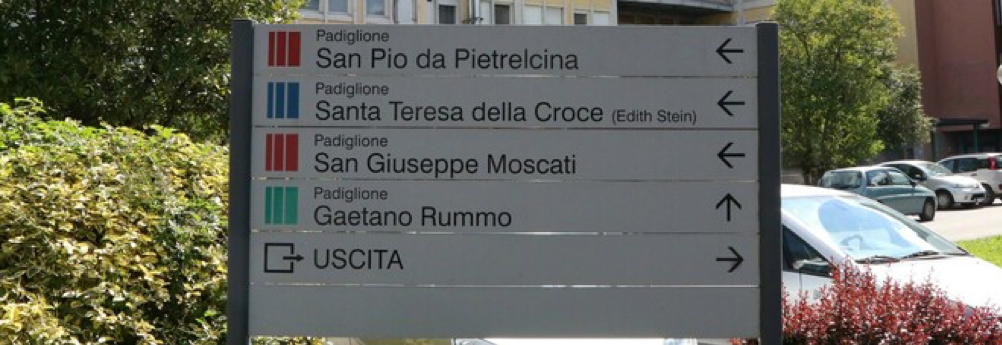 Padiglione
San Pio da Pietrelcina
Padiglione
Santa Teresa della Croce (Edith Stein)
Padiglione
San Giuseppe Moscati
Padiglione
Gaetano Rummo
USCITA